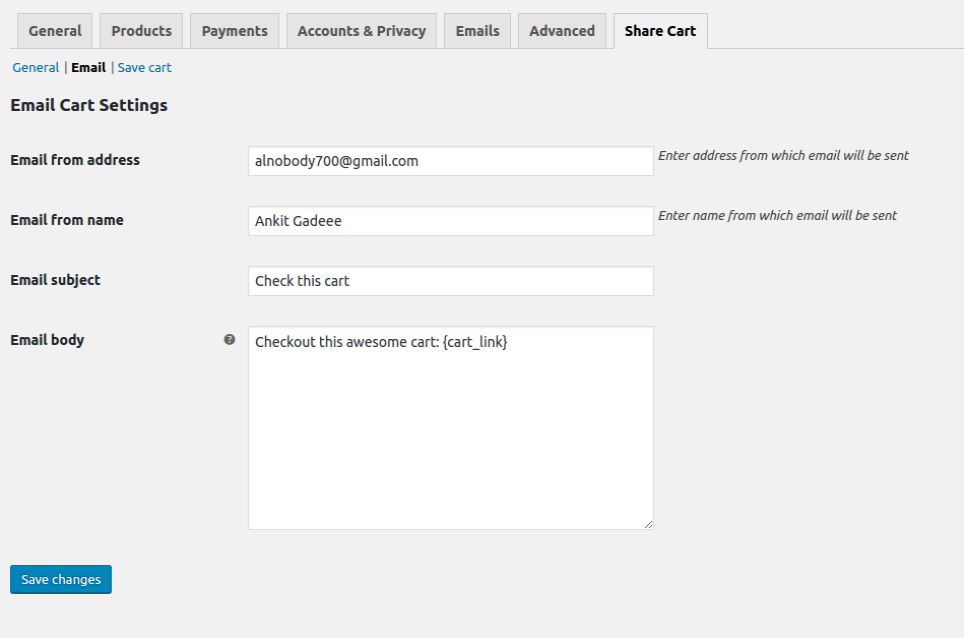 General Products Payments Accounts & Privacy Emails Advanced Share Cart
General | Email | Save cart
Email Cart Settings
Email from address alnobody700@gmail.com Enter address from which email will be sent
Email from name Ankit Gadeee Enter name from which email will be sent
Email subject Check this cart
Email body ? Checkout this awesome cart: {cart_link}
Save changes